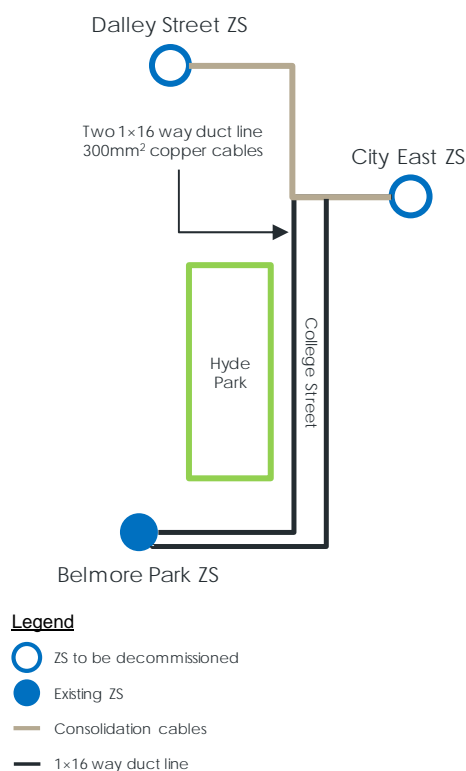 Dalley Street ZS
Two 1×16 way duct line
300mm² copper cables
City East ZS
College Street
Hyde
Park
Belmore Park ZS
Legend
ZS to be decommissioned
Existing ZS
Consolidation cables
1×16 way duct line